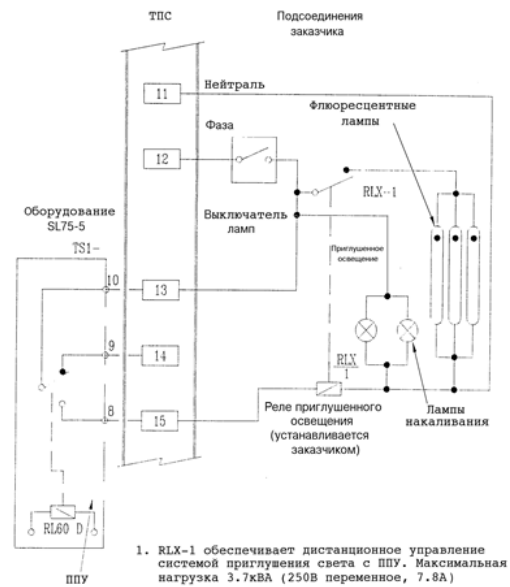 ТПС
Подсоединения
заказчика
11
Нейтраль
Флюоресцентные
лампы
Фаза
12
RLX-1
Оборудование
SL75-5
Выключатель
ламп
TS1-
Приглушенное
освещение
10
13
9
14
RLX
1
8
15
Реле приглушенного
освещения
(устанавливается
заказчиком)
Лампы
накаливания
RL60 D
ППУ
1. RLX-1 обеспечивает дистанционное управление
системой приглушения света с ППУ. Максимальная
нагрузка 3.7кВА (250В переменное, 7.8А)